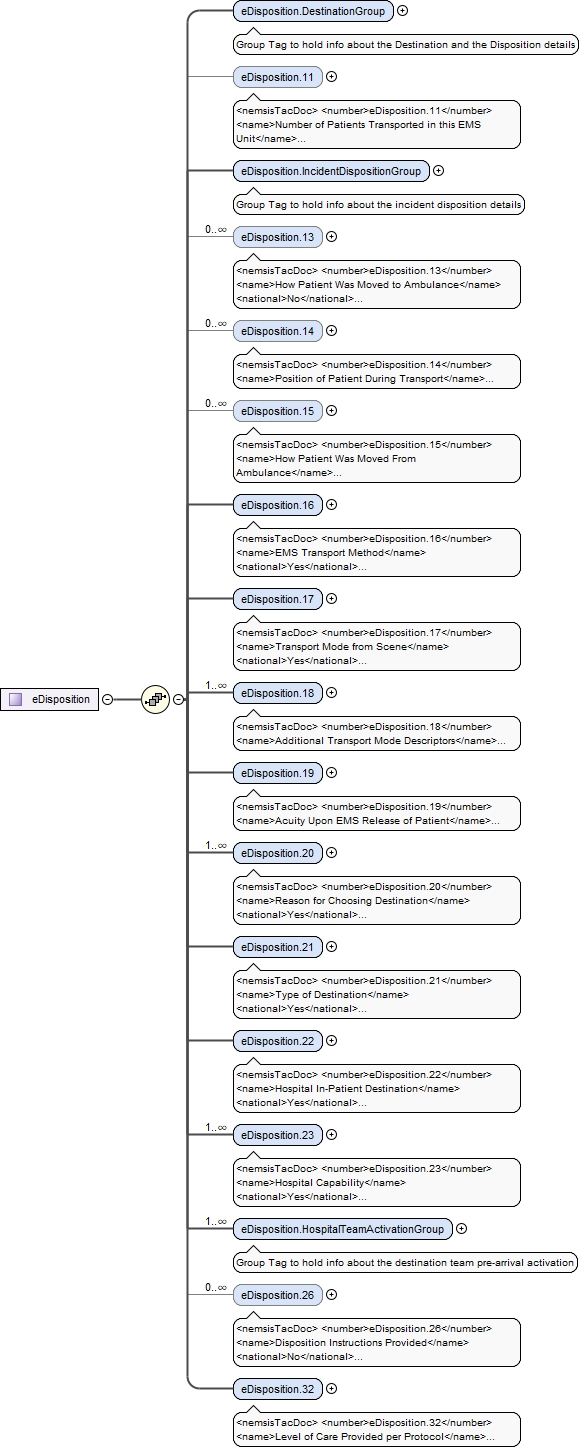 eDisposition.DestinationGroup
Group Tag to hold info about the Destination and the Disposition details
eDisposition.11
<nemsisTacDoc> <number>eDisposition.11</number>
<name>Number of Patients Transported in this EMS
Unit</name>...
eDisposition.IncidentDispositionGroup
Group Tag to hold info about the incident disposition details
0..∞
eDisposition.13
<nemsisTacDoc> <number>eDisposition.13</number>
<name>How Patient Was Moved to Ambulance</name>
<national>No</national>...
0..∞
eDisposition.14
<nemsisTacDoc> <number>eDisposition.14</number>
<name>Position of Patient During Transport</name>...
0..∞
eDisposition.15
<nemsisTacDoc> <number>eDisposition.15</number>
<name>How Patient Was Moved From
Ambulance</name>...
eDisposition.16
<nemsisTacDoc> <number>eDisposition.16</number>
<name>EMS Transport Method</name>
<national>Yes</national>...
eDisposition.17
<nemsisTacDoc> <number>eDisposition.17</number>
<name>Transport Mode from Scene</name>
<national>Yes</national>...
eDisposition
1..∞
eDisposition.18
<nemsisTacDoc> <number>eDisposition.18</number>
<name>Additional Transport Mode Descriptors</name>...
eDisposition.19
<nemsisTacDoc> <number>eDisposition.19</number>
<name>Acuity Upon EMS Release of Patient</name>...
1..∞
eDisposition.20
<nemsisTacDoc> <number>eDisposition.20</number>
<name>Reason for Choosing Destination</name>
<national>Yes</national>...
eDisposition.21
<nemsisTacDoc> <number>eDisposition.21</number>
<name>Type of Destination</name>
<national>Yes</national>...
eDisposition.22
<nemsisTacDoc> <number>eDisposition.22</number>
<name>Hospital In-Patient Destination</name>
<national>Yes</national>...
1..∞
eDisposition.23
<nemsisTacDoc> <number>eDisposition.23</number>
<name>Hospital Capability</name>
<national>Yes</national>...
1..∞
eDisposition.HospitalTeamActivationGroup
Group Tag to hold info about the destination team pre-arrival activation
0..∞
eDisposition.26
<nemsisTacDoc> <number>eDisposition.26</number>
<name>Disposition Instructions Provided</name>
<national>No</national>...
eDisposition.32
<nemsisTacDoc> <number>eDisposition.32</number>
<name>Level of Care Provided per Protocol</name>...